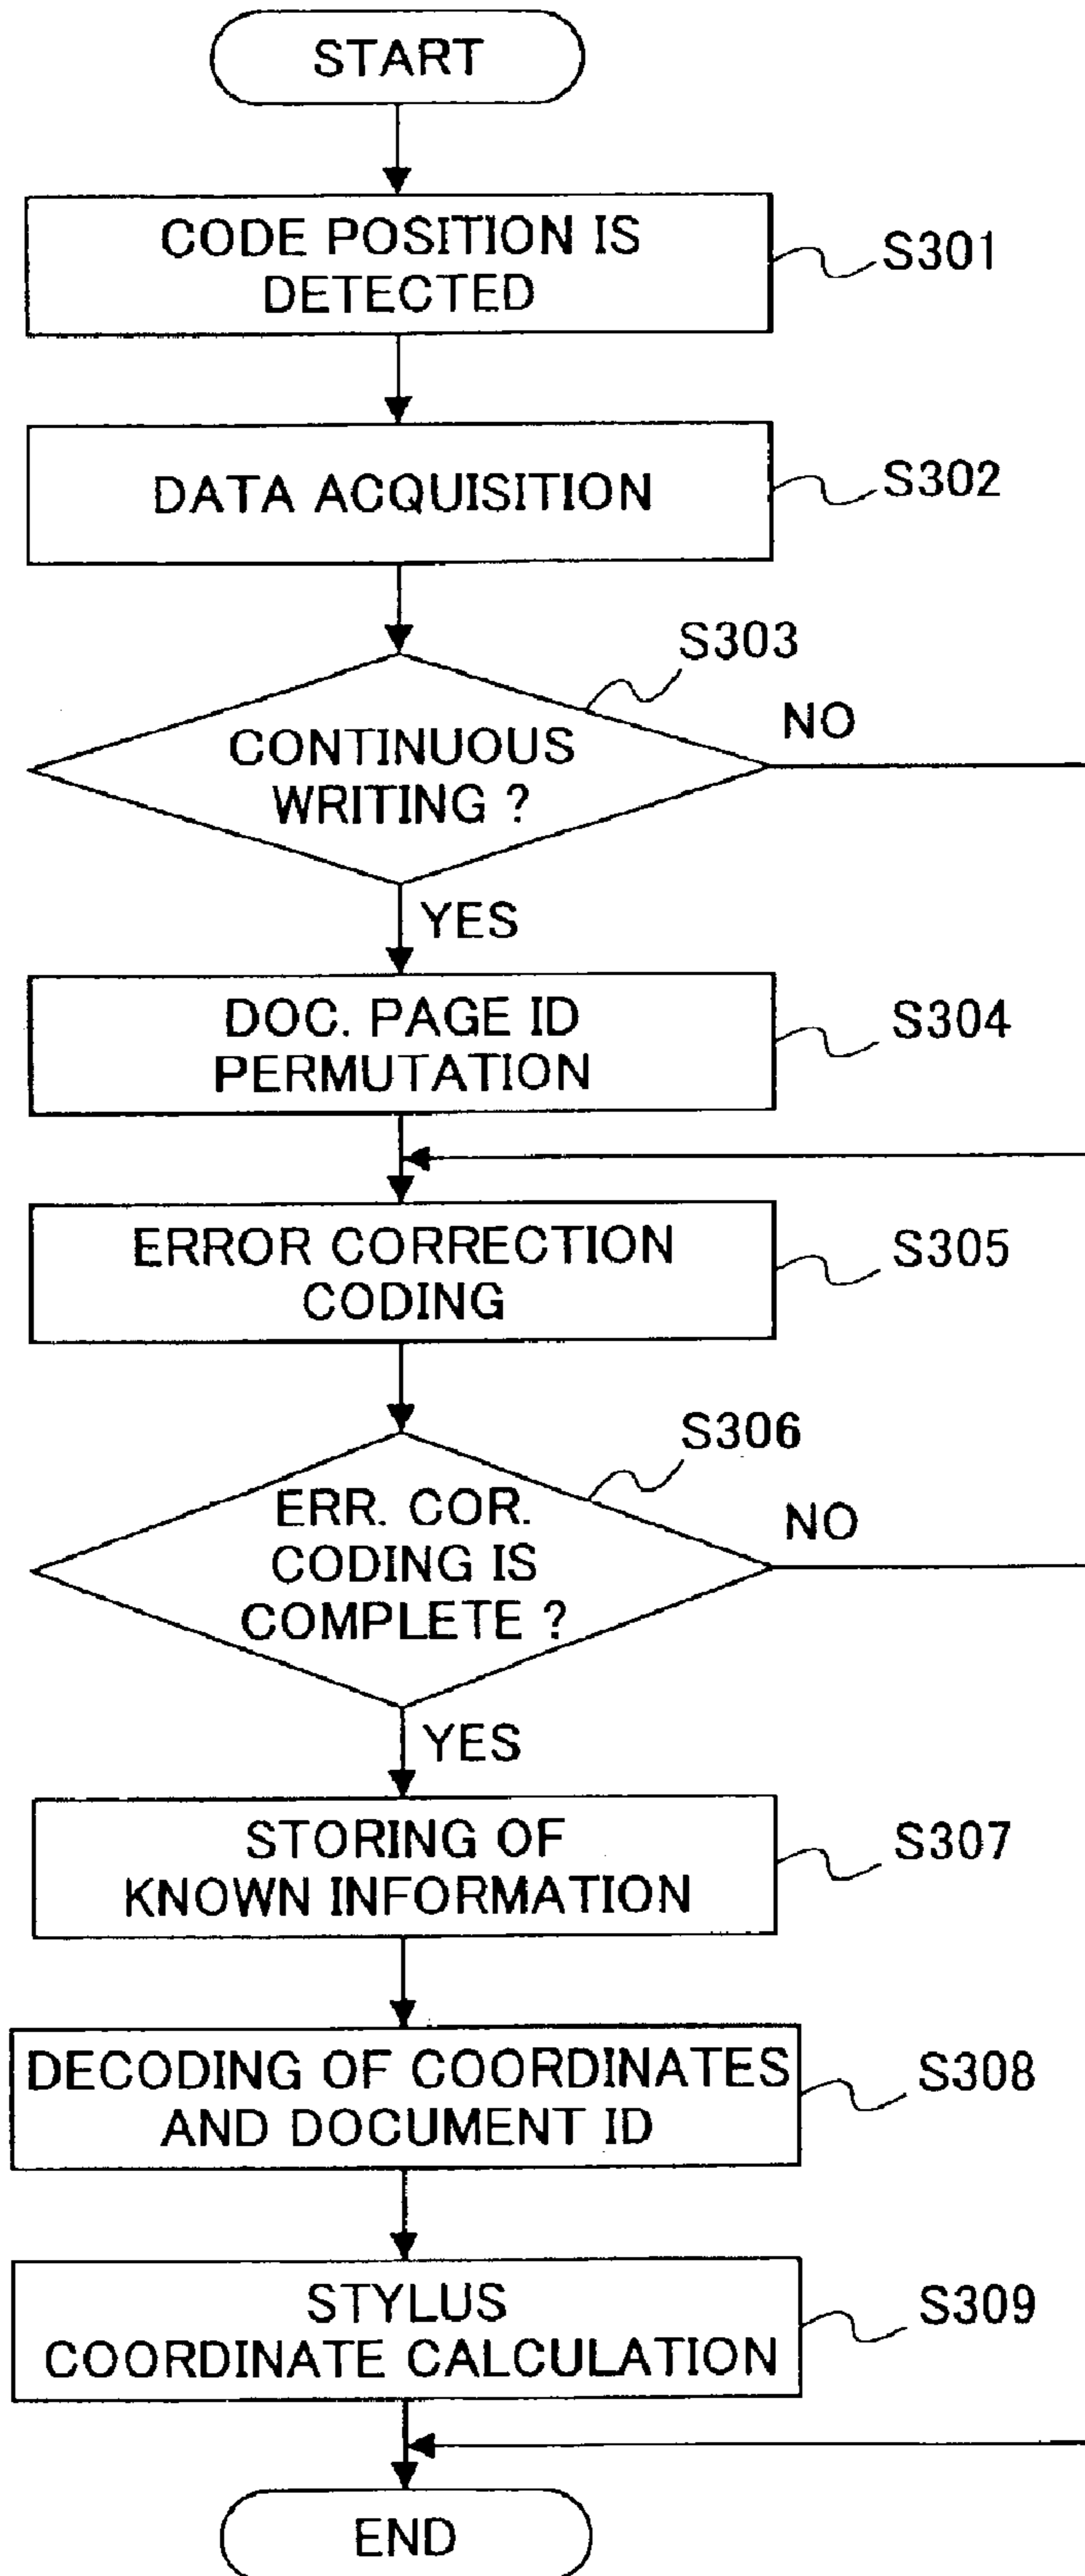 START
CODE POSITION IS
DETECTED
S301
DATA ACQUISITION
S302
S303
CONTINUOUS
WRITING ?
NO
YES
DOC. PAGE ID
PERMUTATION
S304
ERROR CORRECTION
CODING
S305
S306
ERR. COR.
CODING IS
COMPLETE ?
NO
YES
STORING OF
KNOWN INFORMATION
S307
DECODING OF COORDINATES
AND DOCUMENT ID
S308
STYLUS
COORDINATE CALCULATION
S309
END